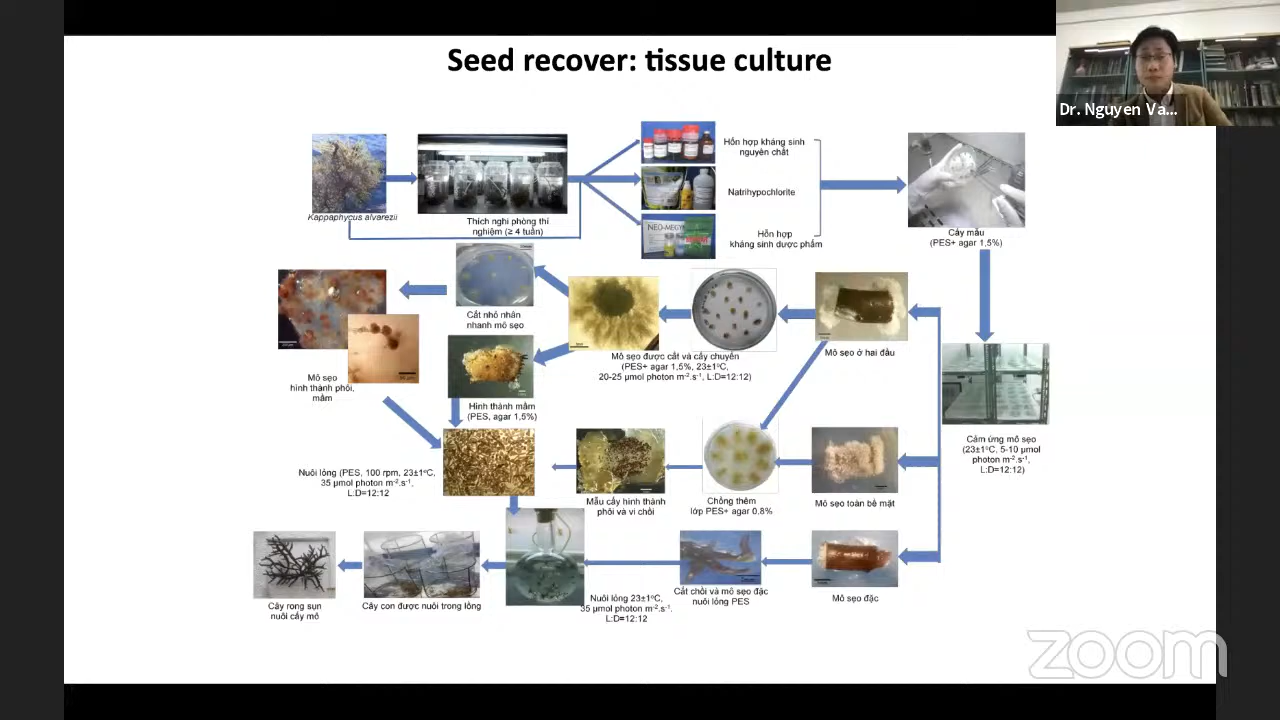 Seed recover: tissue culture
Dr. Nguyen Va...
Kappaphycus alvarezii
Thích nghi phòng thí
nghiệm (≥ 4 tuần)
Hỗn hợp kháng sinh
nguyên chất
Natrihypochlorite
NEO-MEGYN
Hỗn hợp
kháng sinh dược phẩm
Cấy mẫu
(PES+ agar 1,5%)
Cắt nhỏ nhân
nhanh mô sẹo
Mô sẹo
hình thành phôi,
mầm
Hình thành mầm
(PES, agar 1,5%)
Mô sẹo được cắt và cấy chuyển
(PES+ agar 1,5%, 23±1°C,
20-25 µmol photon m-2.s-1, L:D=12:12)
Mô sẹo ở hai đầu
Cảm ứng mô sẹo
(23±1°C, 5-10 µmol
photon m-2.s-1,
L:D=12:12)
Nuôi lỏng (PES, 100 rpm, 23±1°C,
35 µmol photon m-2.s-1,
L:D=12:12
Mẫu cấy hình thành
phôi và vi chồi
Chồng thêm
lớp PES+ agar 0,8%
Mô sẹo toàn bề mặt
Cây rong sụn
nuôi cấy mô
Cây con được nuôi trong lồng
Nuôi lỏng 23±1°C,
35 µmol photon m-2.s-1.
L:D=12:12
Cắt chồi và mô sẹo đặc
nuôi lỏng PES
Mô sẹo đặc
zoom